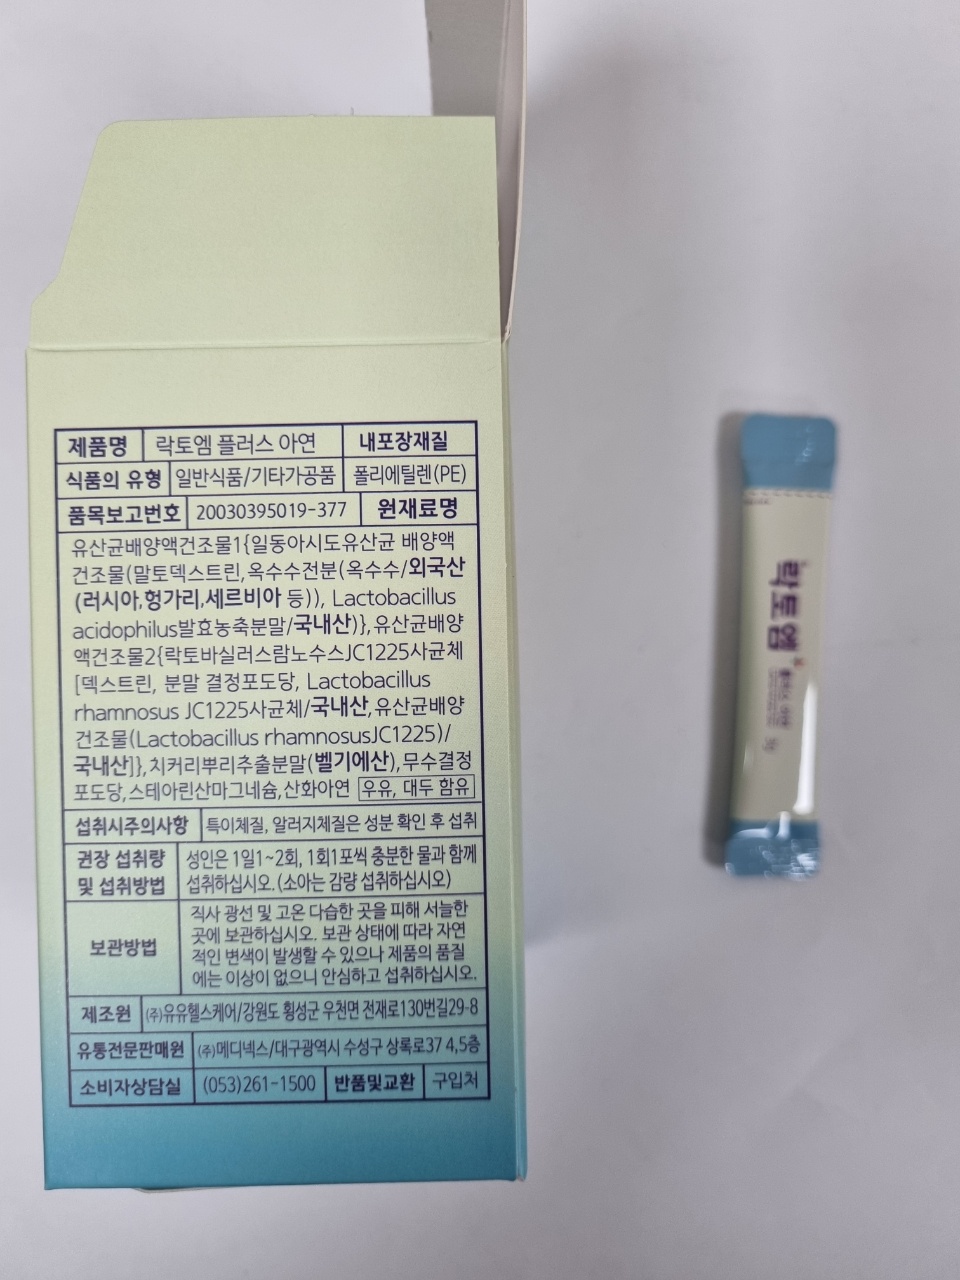 제품명 락토엠 플러스 아연 내포장재질
식품의 유형 일반식품/기타가공품 폴리에틸렌(PE)
품목보고번호 20030395019-377 원재료명
유산균배양액건조물1{일동아시도유산균 배양액
건조물(말토덱스트린,옥수수전분(옥수수/외국산
(러시아,헝가리,세르비아 등)), Lactobacillus
acidophilus발효농축분말/국내산)},유산균배양
액건조물2{락토바실러스람노수스JC1225사균체
[덱스트린, 분말 결정포도당, Lactobacillus
rhamnosus JC1225사균체/국내산,유산균배양
건조물(Lactobacillus rhamnosusJC1225)/
국내산]},치커리뿌리추출분말(벨기에산),무수결정
포도당,스테아린산마그네슘,산화아연 우유, 대두 함유
섭취시주의사항 특이체질, 알러지체질은 성분 확인 후 섭취
권장 섭취량 성인은 1일1~2회, 1회1포씩 충분한 물과 함께
및 섭취방법 섭취하십시오.(소아는 감량 섭취하십시오)
직사 광선 및 고온 다습한 곳을 피해 서늘한
곳에 보관하십시오. 보관 상태에 따라 자연
보관방법 적인 변색이 발생할 수 있으나 제품의 품질
에는 이상이 없으니 안심하고 섭취하십시오.
제조원 (주)유유헬스케어/강원도 횡성군 우천면 전재로130번길29-8
유통전문판매원 (주)메디넥스/대구광역시 수성구 상록로37 4,5층
소비자상담실 (053)261-1500 반품및교환 구입처
락토엠
플러스 아연
3g